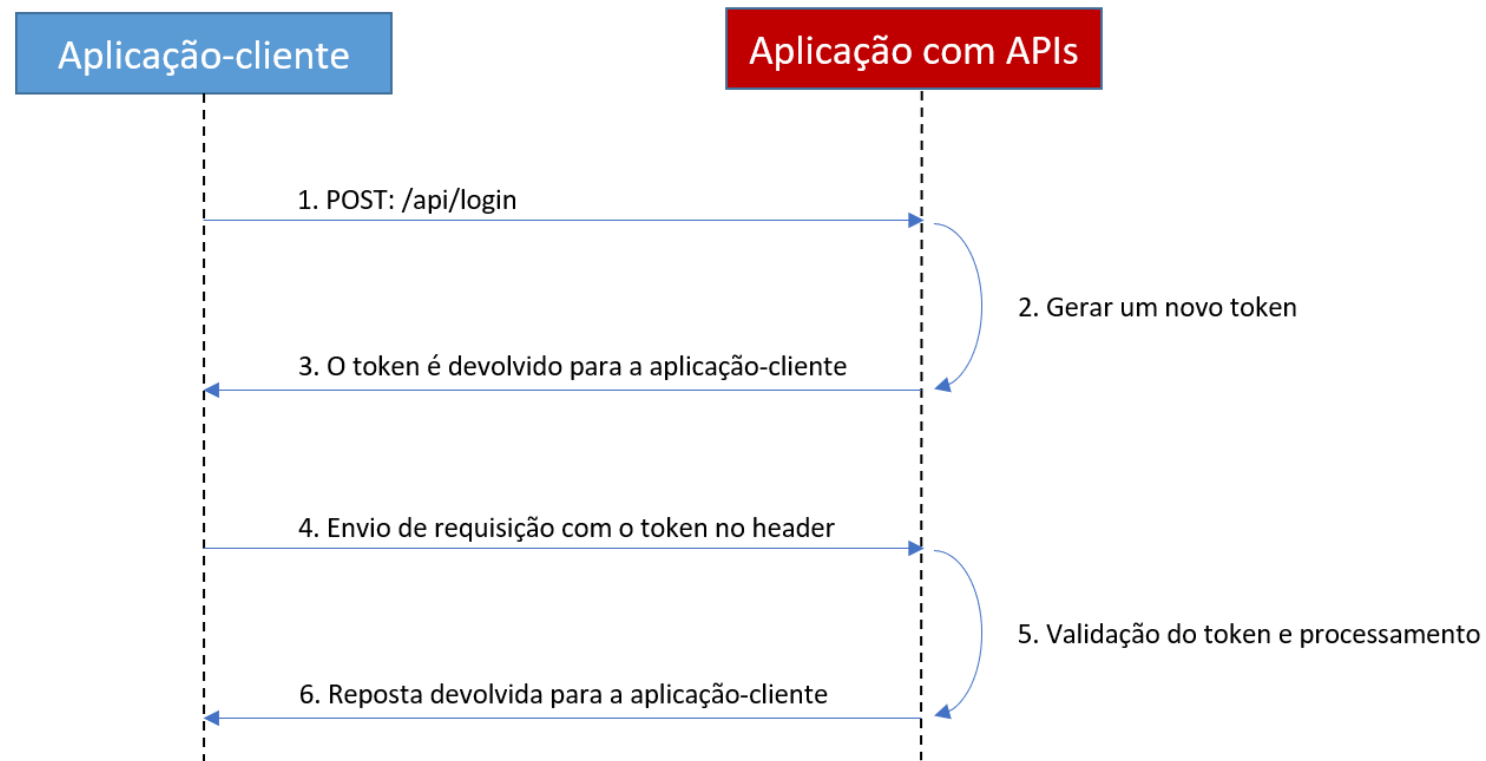 Aplicação-cliente
Aplicação com APIs
1. POST: /api/login
2. Gerar um novo token
3. O token é devolvido para a aplicação-cliente
4. Envio de requisição com o token no header
5. Validação do token e processamento
6. Reposta devolvida para a aplicação-cliente